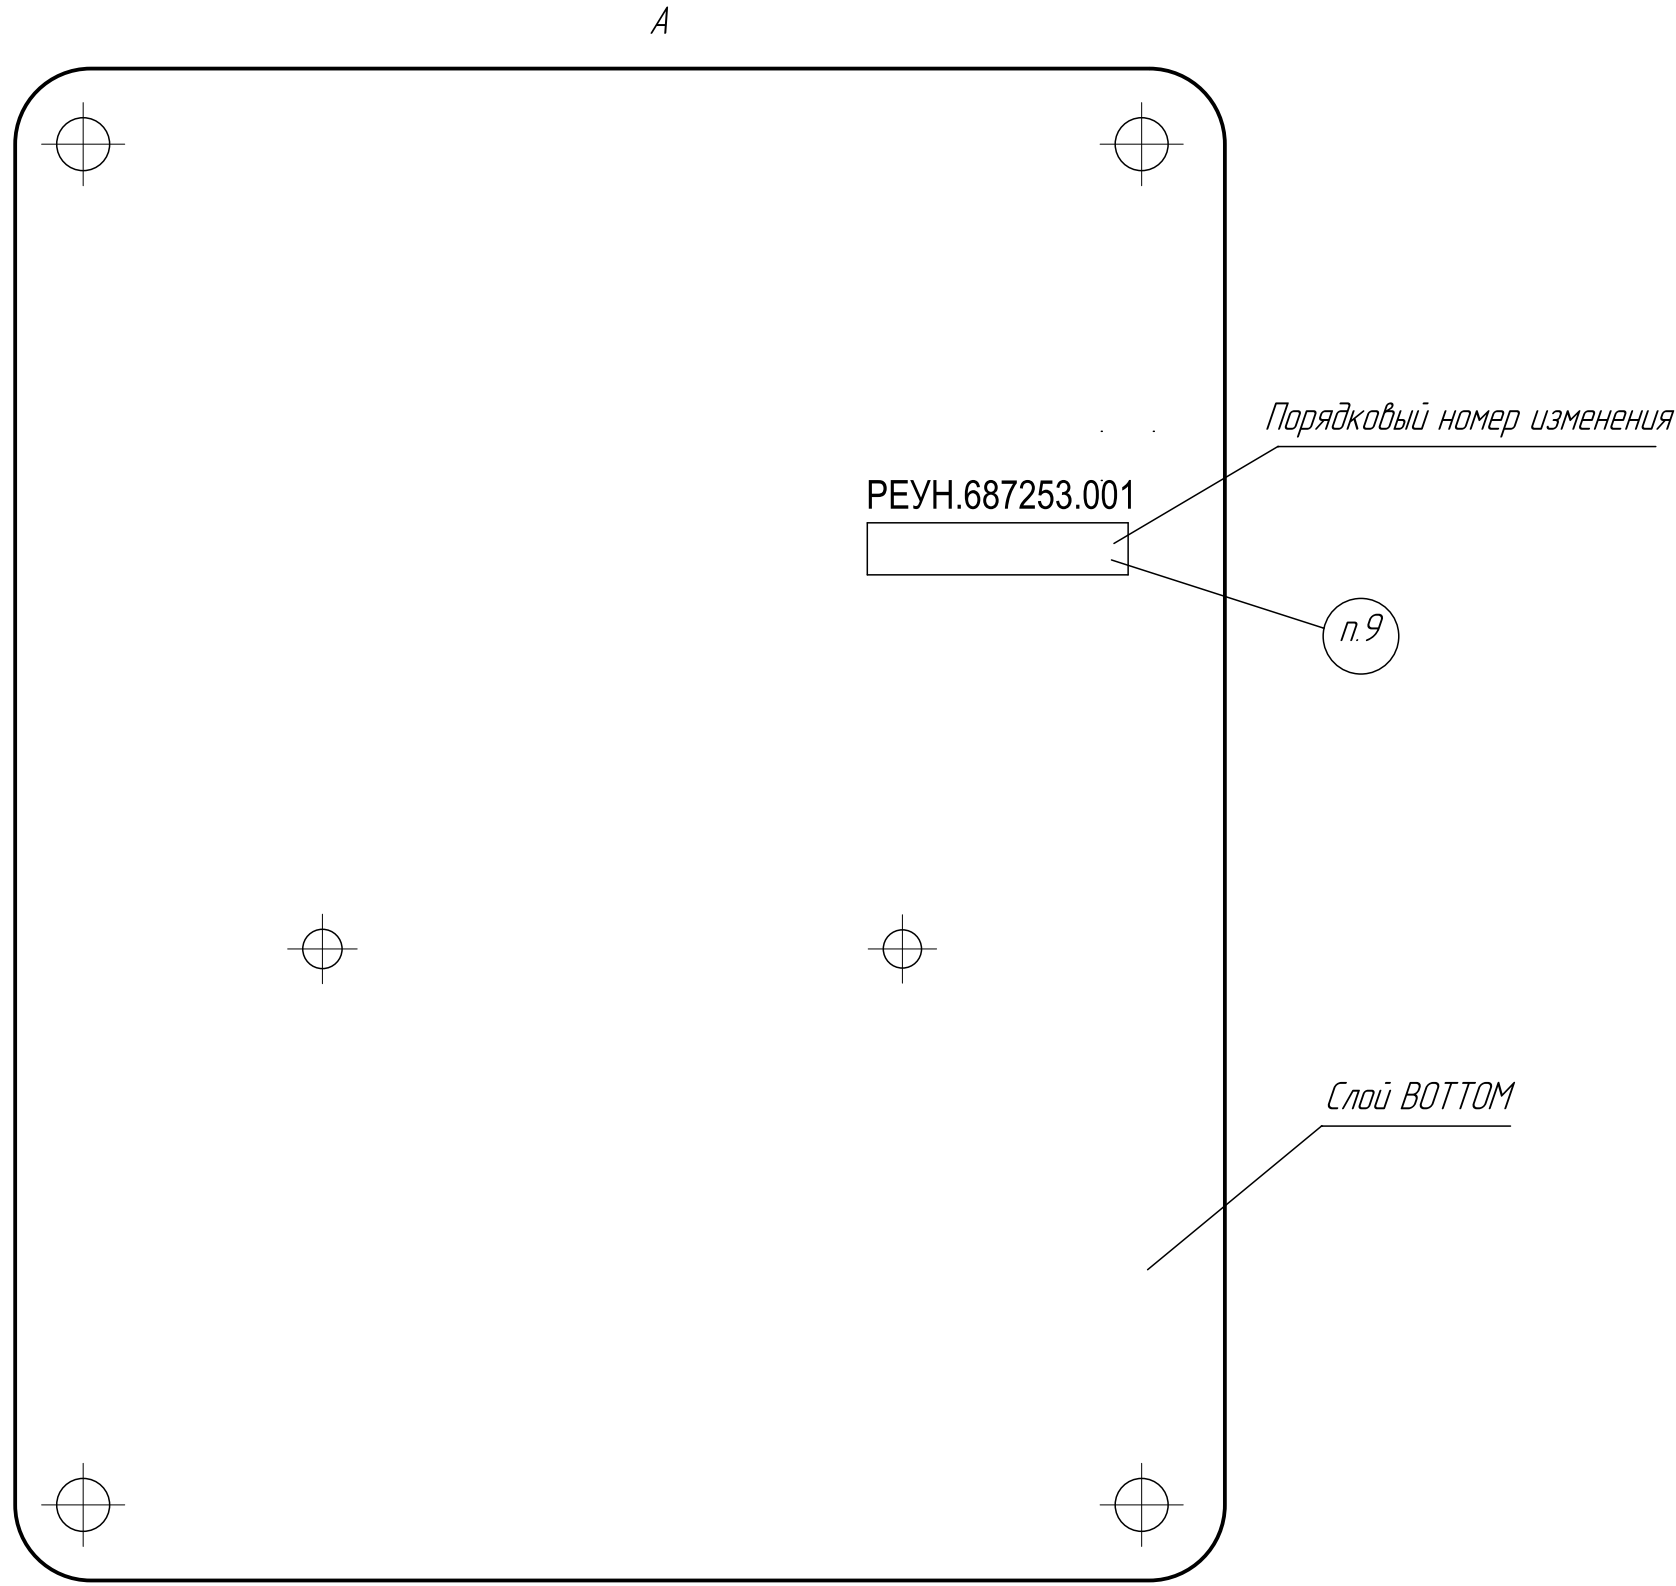 А
Порядковый номер изменения
РЕУН.687253.001
п.9
Слой BOTTOM